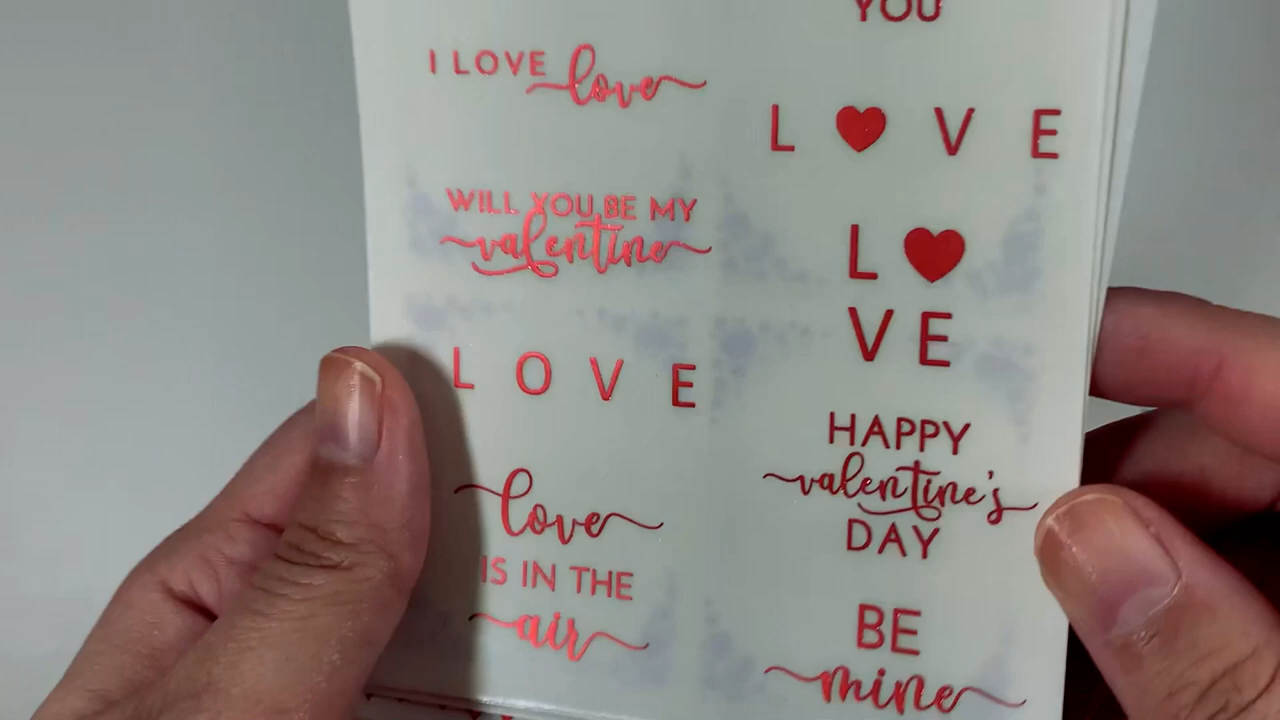 I LOVE love
WILL YOU BE MY
valentine
L O V E
love
IS IN THE
air
YOU
L ♥ V E
L ♥
V E
HAPPY
valentine's
DAY
BE
mine